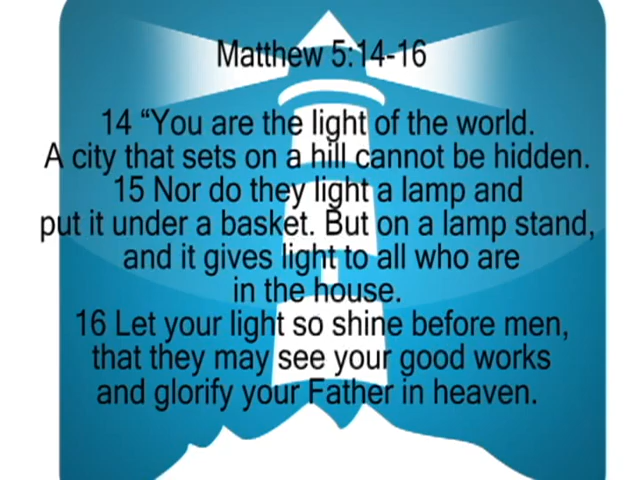 Matthew 5:14-16
14 “You are the light of the world.
A city that sets on a hill cannot be hidden.
15 Nor do they light a lamp and
put it under a basket. But on a lamp stand,
and it gives light to all who are
in the house.
16 Let your light so shine before men,
that they may see your good works
and glorify your Father in heaven.